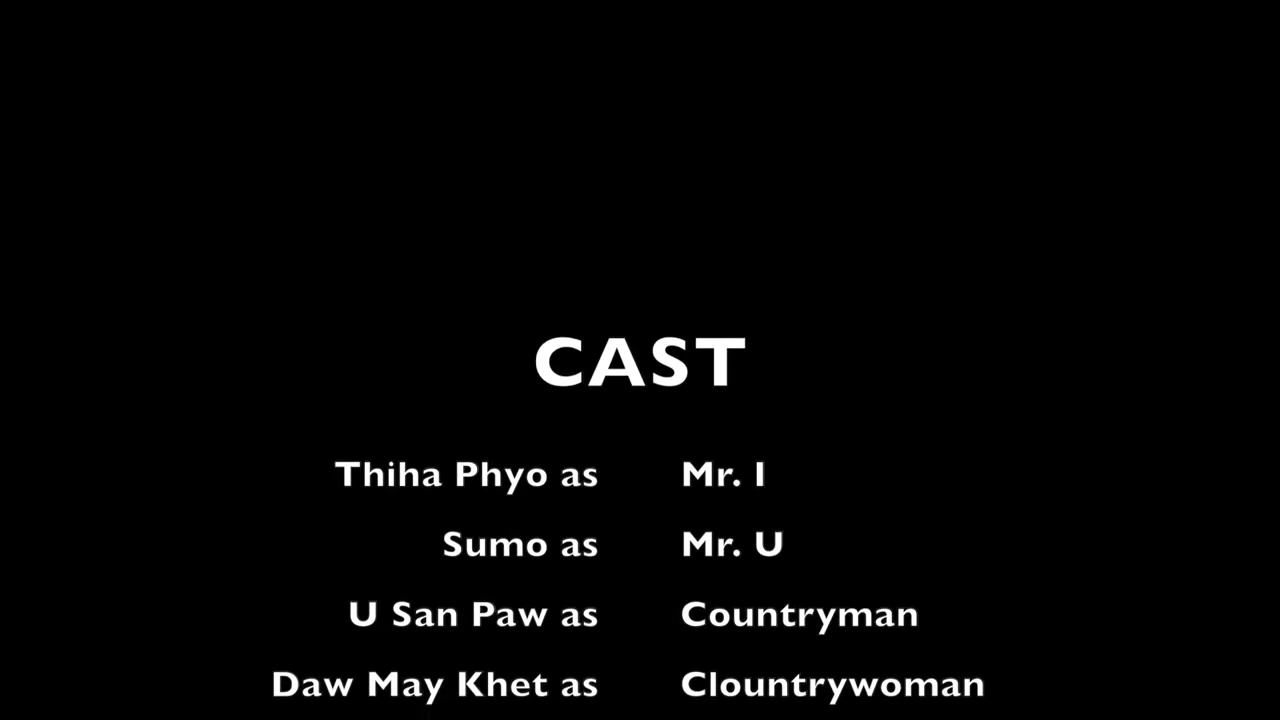 CAST
Thiha Phyo as Mr. I
Sumo as Mr. U
U San Paw as Countryman
Daw May Khet as Clountrywoman